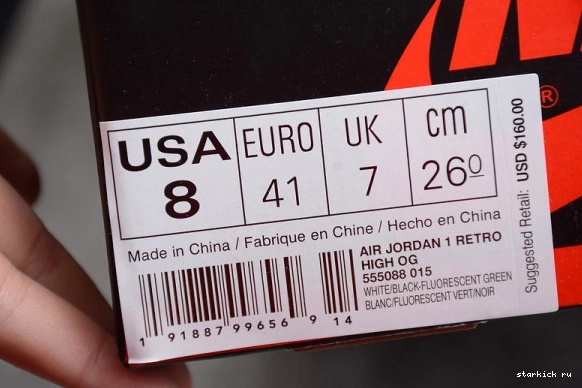 USA EURO UK cm
8 41 7 26 0
Made in China / Fabrique en Chine / Hecho en China
AIR JORDAN 1 RETRO
HIGH OG
555088 015
WHITE/BLACK-FLUORESCENT GREEN
BLANC/FLUORESCENT VERT/NOIR
1 91887 99656 9 14
Suggested Retail: USD $160.00
®
starkick ru